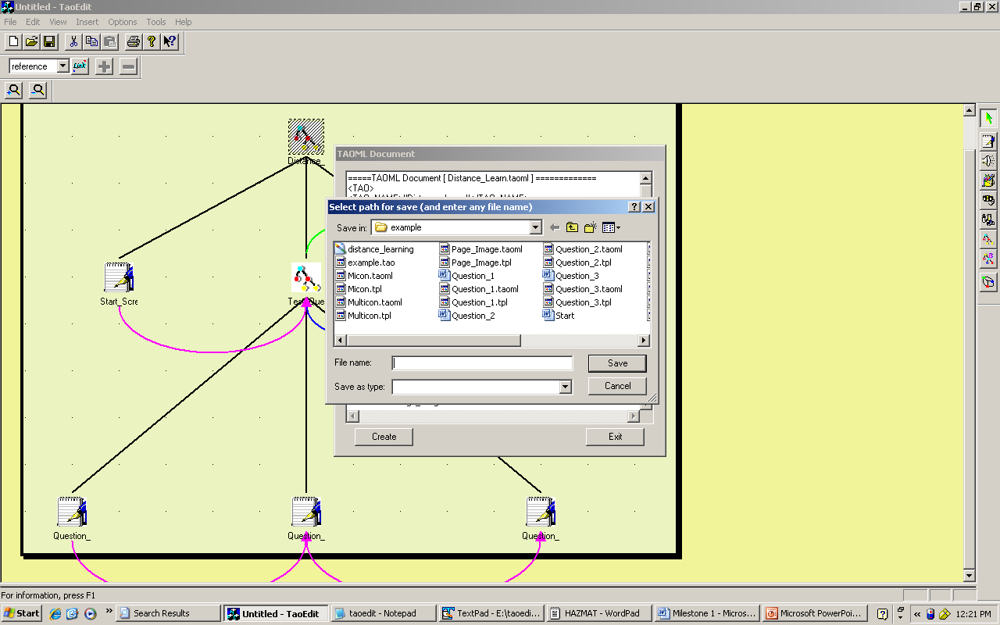 Untitled - TaoEdit
File Edit View Insert Options Tools Help
reference Link
Distance_
TAOML Document
=====TAOML Document [ Distance_Learn.taoml ] =============
<TAO>
Select path for save (and enter any file name)
Save in: example
distance_learning Page_Image.taoml Question_2.taoml
example.tao Page_Image.tpl Question_2.tpl
Micon.taoml Question_1 Question_3
Micon.tpl Question_1.taoml Question_3.taoml
Multicon.taoml Question_1.tpl Question_3.tpl
Multicon.tpl Question_2 Start
File name: Save
Save as type: Cancel
Create Exit
Start_Scre
Question_ Question_ Question_
For information, press F1
Start Search Results Untitled - TaoEdit taoedit - Notepad TextPad - E:\taoedi... HAZMAT - WordPad Milestone 1 - Micros... Microsoft PowerPoi... 12:21 PM